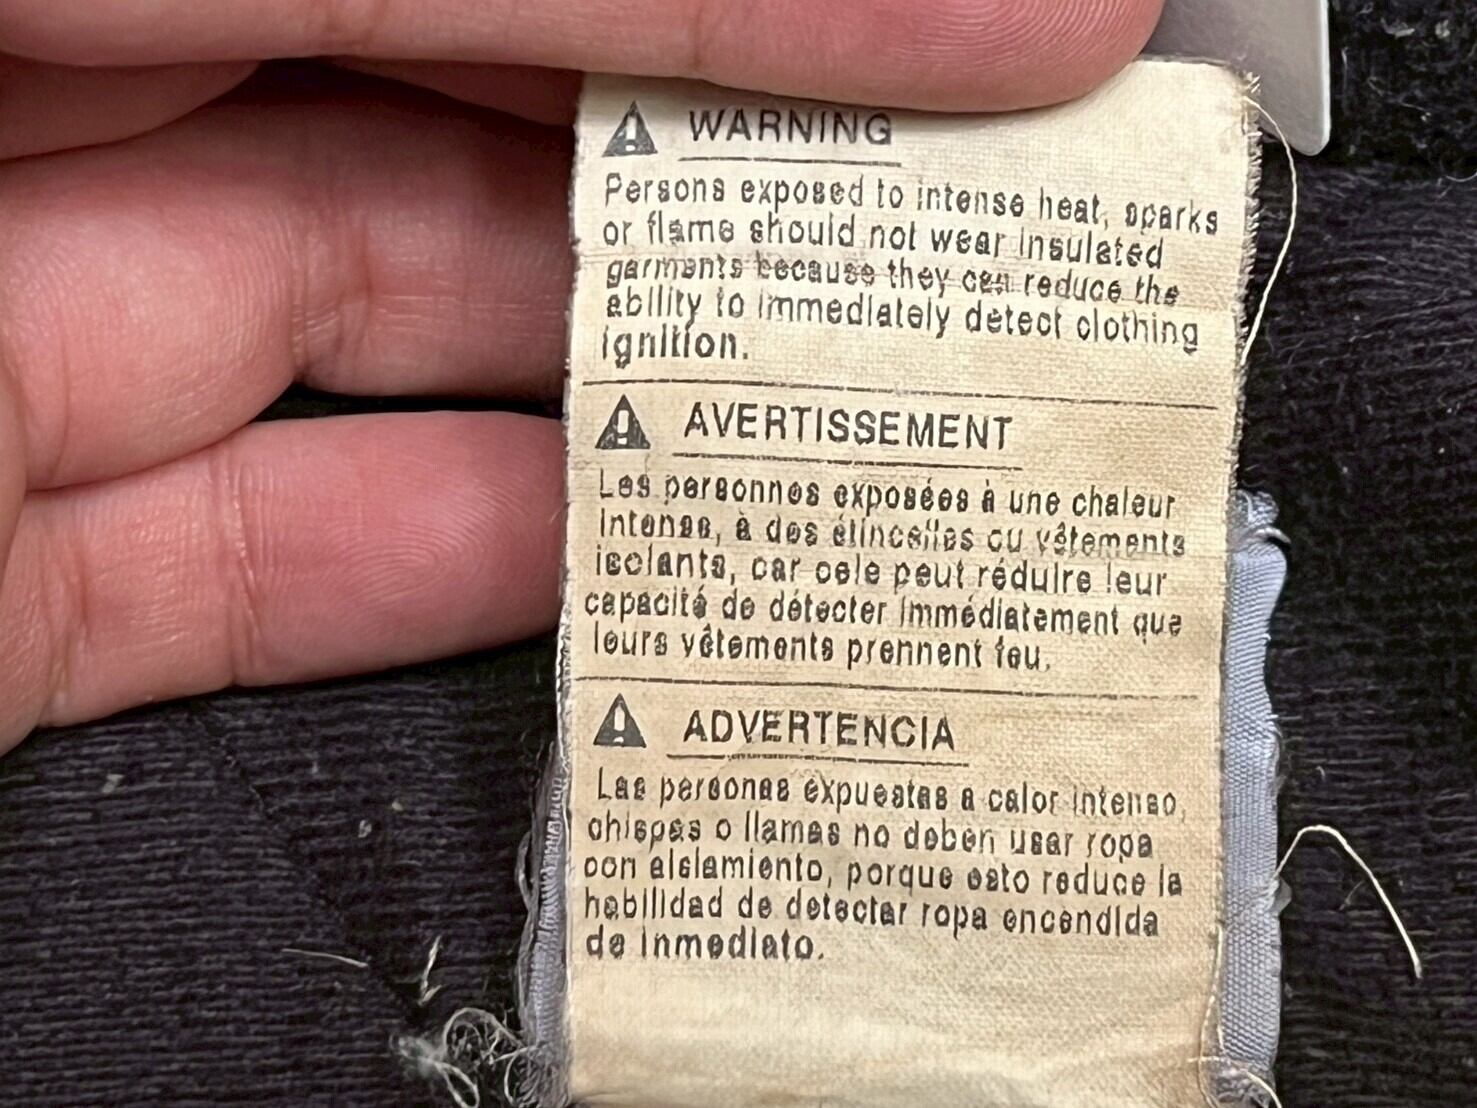 WARNING
Persons exposed to intense heat, sparks
or flame should not wear insulated
garments because they can reduce the
ability to immediately detect clothing
ignition.
AVERTISSEMENT
Les personnes exposées à une chaleur
intense, à des étincelles ou vêtements
isolants, car cele peut réduire leur
capacité de détecter immédiatement que
leurs vêtements prennent feu.
ADVERTENCIA
Las personas expuestas a calor intenso,
chispas o llamas no deben usar ropa
con aislamiento, porque esto reduce la
habilidad de detectar ropa encendida
de inmediato.